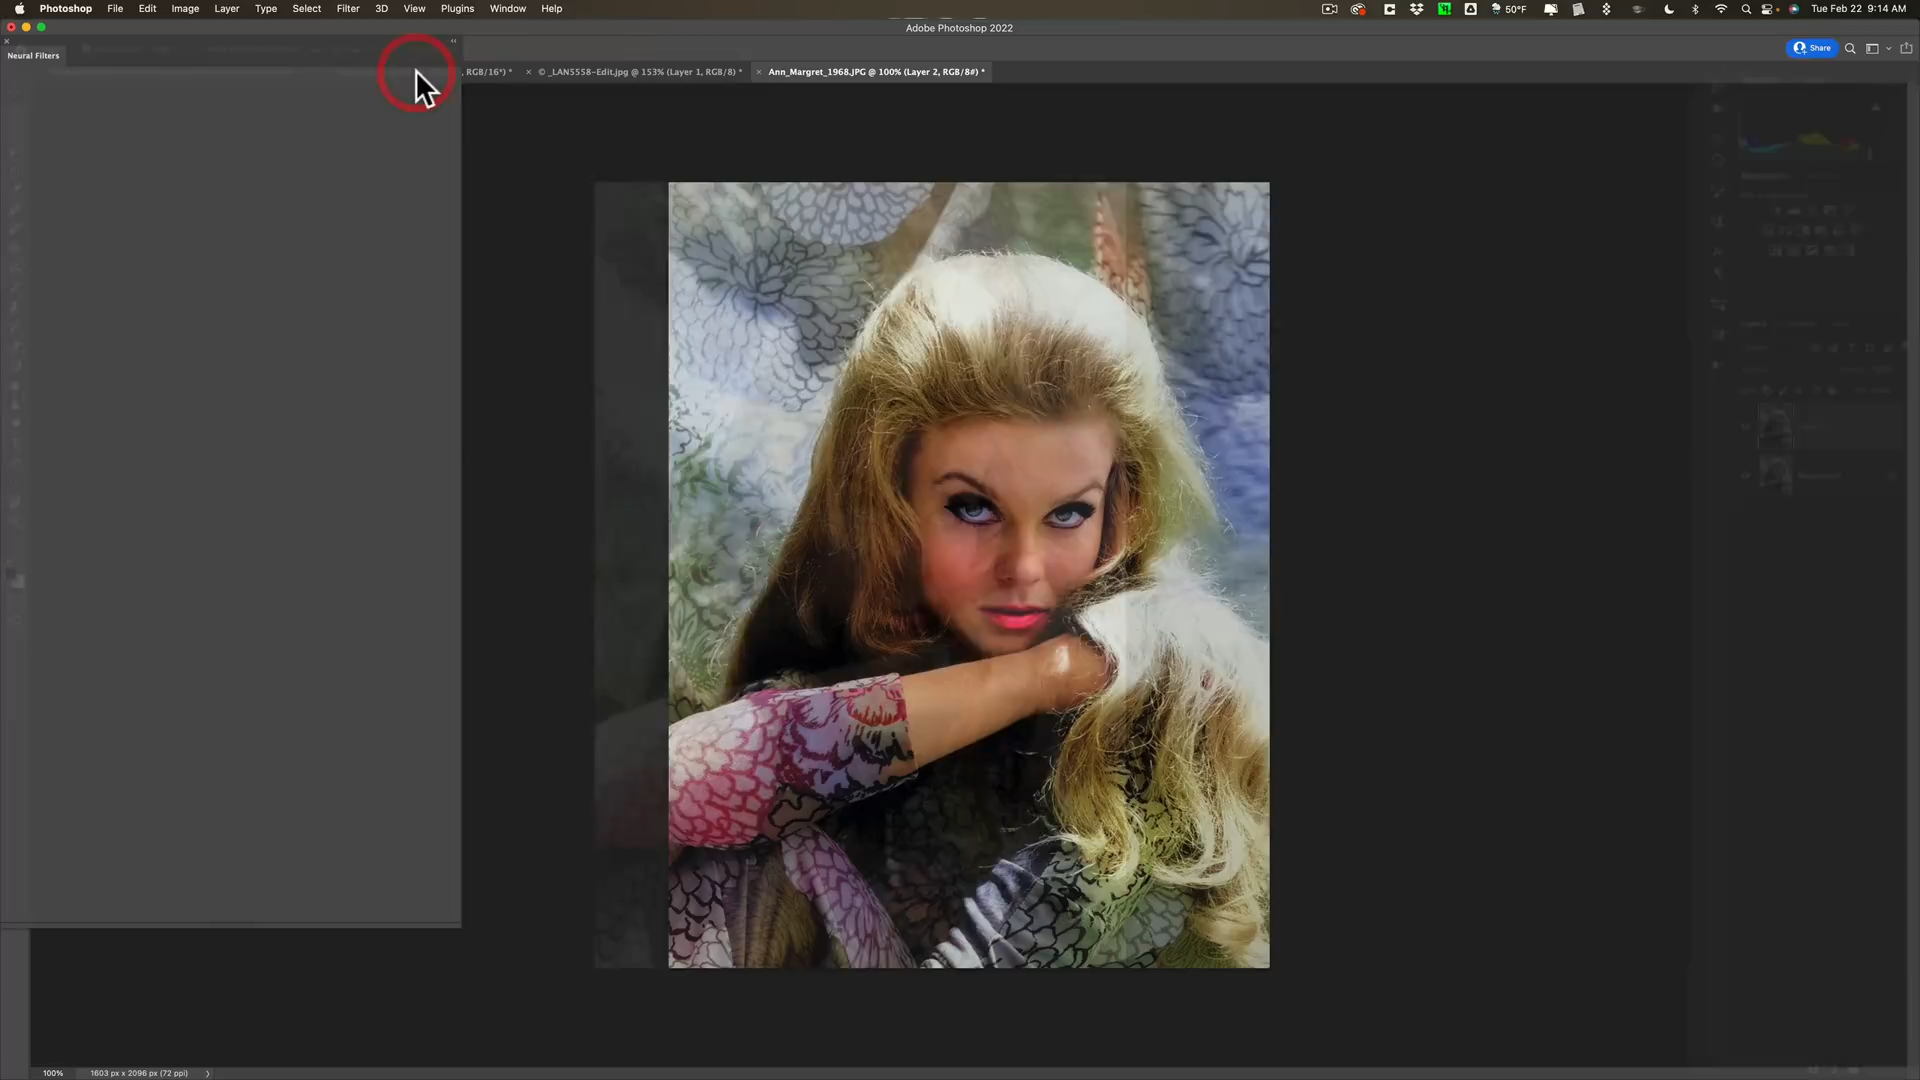 Photoshop File Edit Image Layer Type Select Filter 3D View Plugins Window Help 50°F Tue Feb 22 9:14 AM
Adobe Photoshop 2022
Neural Filters
Share
, RGB/16*) * × © _LAN5558-Edit.jpg @ 153% (Layer 1, RGB/8) * × Ann_Margret_1968.JPG @ 100% (Layer 2, RGB/8#) *
100% 1603 px x 2096 px (72 ppi)